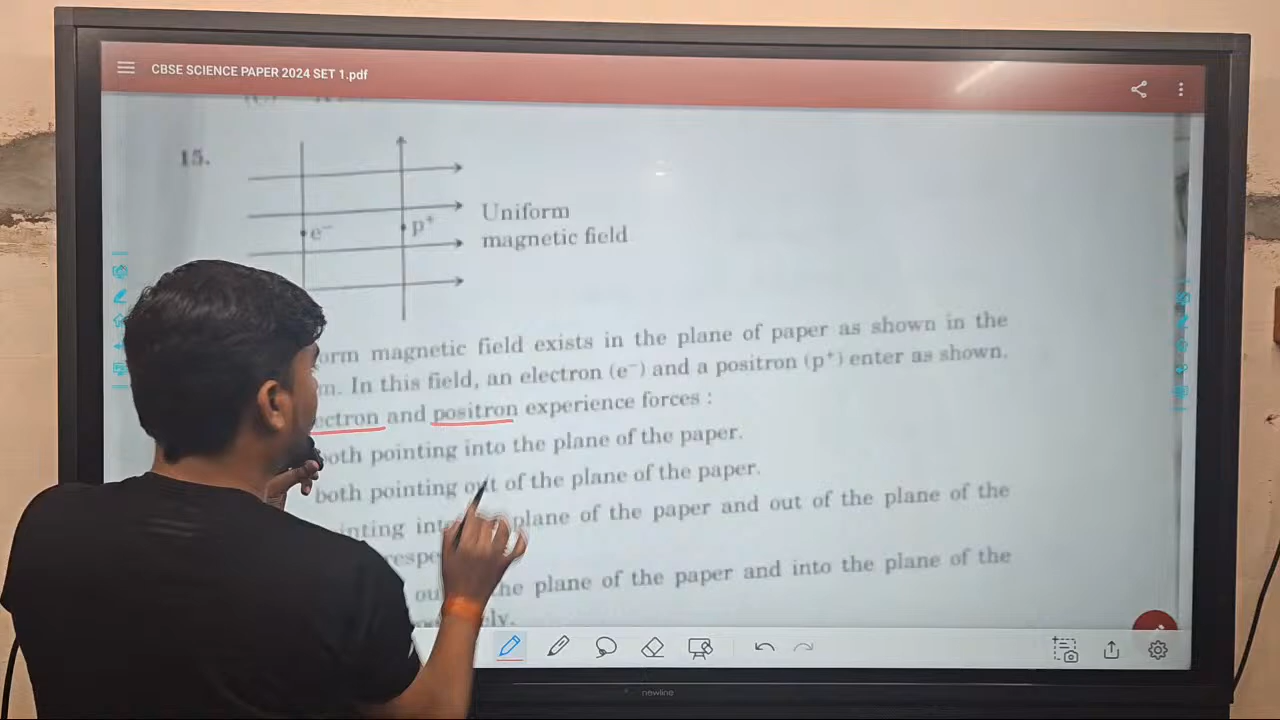 CBSE SCIENCE PAPER 2024 SET 1.pdf
15.
e⁻
p⁺
Uniform
magnetic field
magnetic field exists in the plane of paper as shown in the
In this field, an electron (e⁻) and a positron (p⁺) enter as shown.
and positron experience forces :
pointing into the plane of the paper.
both pointing out of the plane of the paper.
plane of the paper and out of the plane of the
the plane of the paper and into the plane of the
newline